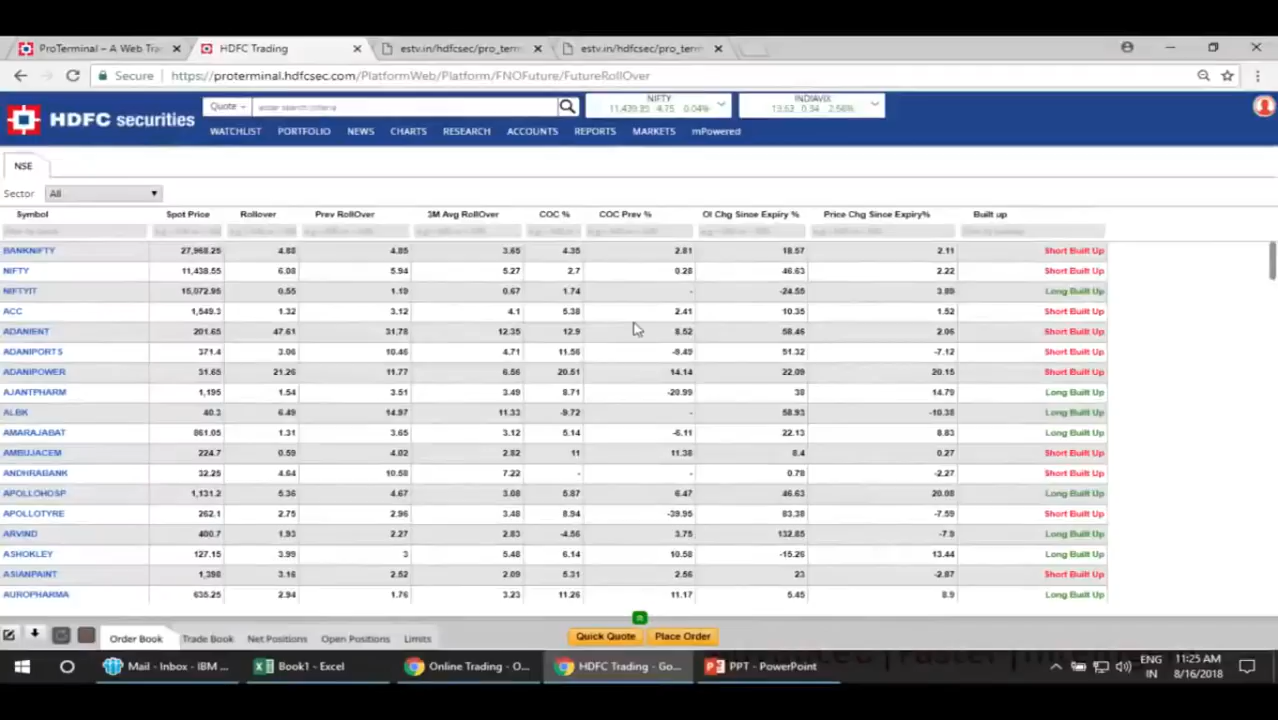 ProTerminal – A Web Tra
HDFC Trading
estv.in/hdfcsec/pro_term
estv.in/hdfcsec/pro_term
Secure | https://proterminal.hdfcsec.com/PlatformWeb/Platform/FNOFuture/FutureRollOver
HDFC securities
Quote
enter search criteria
NIFTY
11,439.35 4.75 0.04%
INDIAVIX
2.56%
WATCHLIST PORTFOLIO NEWS CHARTS RESEARCH ACCOUNTS REPORTS MARKETS mPowered
NSE
Sector All
Symbol Spot Price Rollover Prev RollOver 3M Avg RollOver COC % COC Prev % OI Chg Since Expiry % Price Chg Since Expiry% Built up
BANKNIFTY 27,968.25 4.88 4.85 3.65 4.35 2.81 18.57 2.11 Short Built Up
NIFTY 11,438.55 6.08 5.94 5.27 2.7 0.28 46.63 2.22 Short Built Up
NIFTYIT 15,072.95 0.55 1.19 0.67 1.74 - -24.55 3.89 Long Built Up
ACC 1,549.3 1.32 3.12 4.1 5.38 2.41 10.35 1.52 Short Built Up
ADANIENT 201.65 47.61 31.78 12.35 12.9 8.52 58.46 2.06 Short Built Up
ADANIPORTS 371.4 3.06 10.46 4.71 11.56 -9.49 51.32 -7.12 Short Built Up
ADANIPOWER 31.65 21.26 11.77 6.56 20.51 14.14 22.09 20.15 Short Built Up
AJANTPHARM 1,195 1.54 3.51 3.49 8.71 -20.99 38 14.79 Long Built Up
ALBK 40.3 6.49 14.97 11.33 -9.72 - 58.93 -10.38 Long Built Up
AMARAJABAT 861.05 1.31 3.65 3.12 5.14 -6.11 22.13 8.83 Long Built Up
AMBUJACEM 224.7 0.59 4.02 2.82 11 11.38 8.4 0.27 Short Built Up
ANDHRABANK 32.25 4.64 10.58 7.22 - - 0.78 -2.27 Short Built Up
APOLLOHOSP 1,131.2 5.36 4.67 3.08 5.87 6.47 46.63 20.08 Long Built Up
APOLLOTYRE 262.1 2.75 2.96 3.48 8.94 -39.95 83.38 -7.59 Short Built Up
ARVIND 400.7 1.93 2.27 2.83 -4.56 3.75 132.85 -7.9 Long Built Up
ASHOKLEY 127.15 3.99 3 5.48 6.14 10.58 -15.26 13.44 Long Built Up
ASIANPAINT 1,398 3.16 2.52 2.09 5.31 2.56 23 -2.87 Short Built Up
AUROPHARMA 635.25 2.94 1.76 3.23 11.26 11.17 5.45 8.9 Long Built Up
Order Book Trade Book Net Positions Open Positions Limits Quick Quote Place Order
Mail - Inbox - IBM ... Book1 - Excel Online Trading - O... HDFC Trading - Go... PPT - PowerPoint
ENG
IN
11:25 AM
8/16/2018